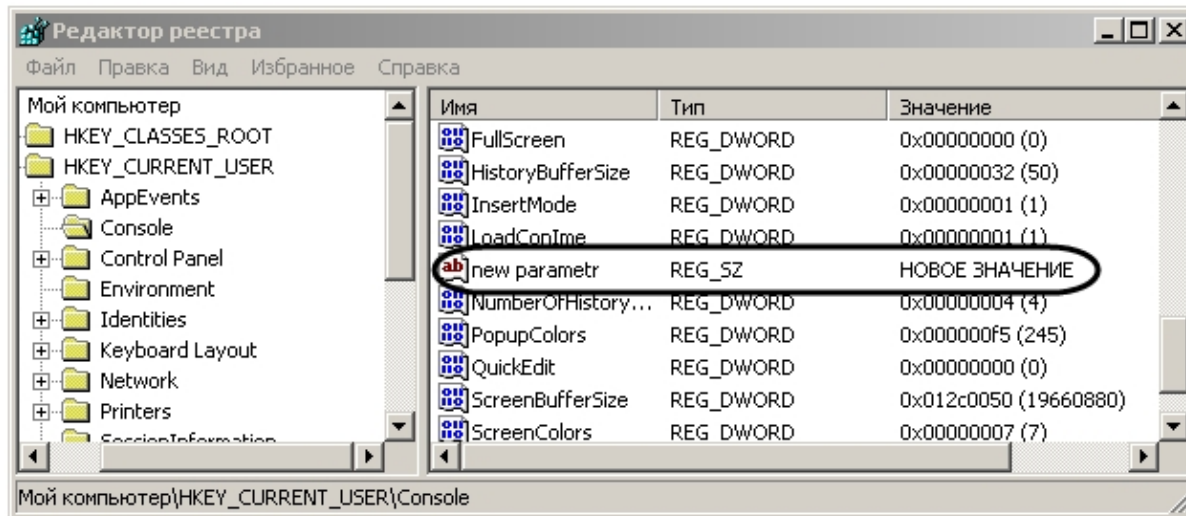 Редактор реестра
Файл Правка Вид Избранное Справка
Мой компьютер
HKEY_CLASSES_ROOT
HKEY_CURRENT_USER
AppEvents
Console
Control Panel
Environment
Identities
Keyboard Layout
Network
Printers
SessionInformation
Имя Тип Значение
FullScreen REG_DWORD 0x00000000 (0)
HistoryBufferSize REG_DWORD 0x00000032 (50)
InsertMode REG_DWORD 0x00000001 (1)
LoadConIme REG_DWORD 0x00000001 (1)
new parametr REG_SZ НОВОЕ ЗНАЧЕНИЕ
NumberOfHistory... REG_DWORD 0x00000004 (4)
PopupColors REG_DWORD 0x000000f5 (245)
QuickEdit REG_DWORD 0x00000000 (0)
ScreenBufferSize REG_DWORD 0x012c0050 (19660880)
ScreenColors REG_DWORD 0x00000007 (7)
Мой компьютер\HKEY_CURRENT_USER\Console